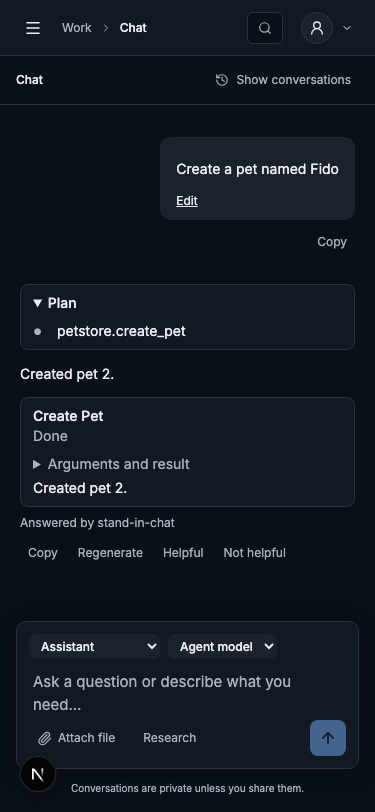 Work > Chat
Chat
Show conversations
Create a pet named Fido
Edit
Copy
▼ Plan
• petstore.create_pet
Created pet 2.
Create Pet
Done
▶ Arguments and result
Created pet 2.
Answered by stand-in-chat
Copy Regenerate Helpful Not helpful
Assistant Agent model
Ask a question or describe what you
need...
Attach file Research
N
Conversations are private unless you share them.